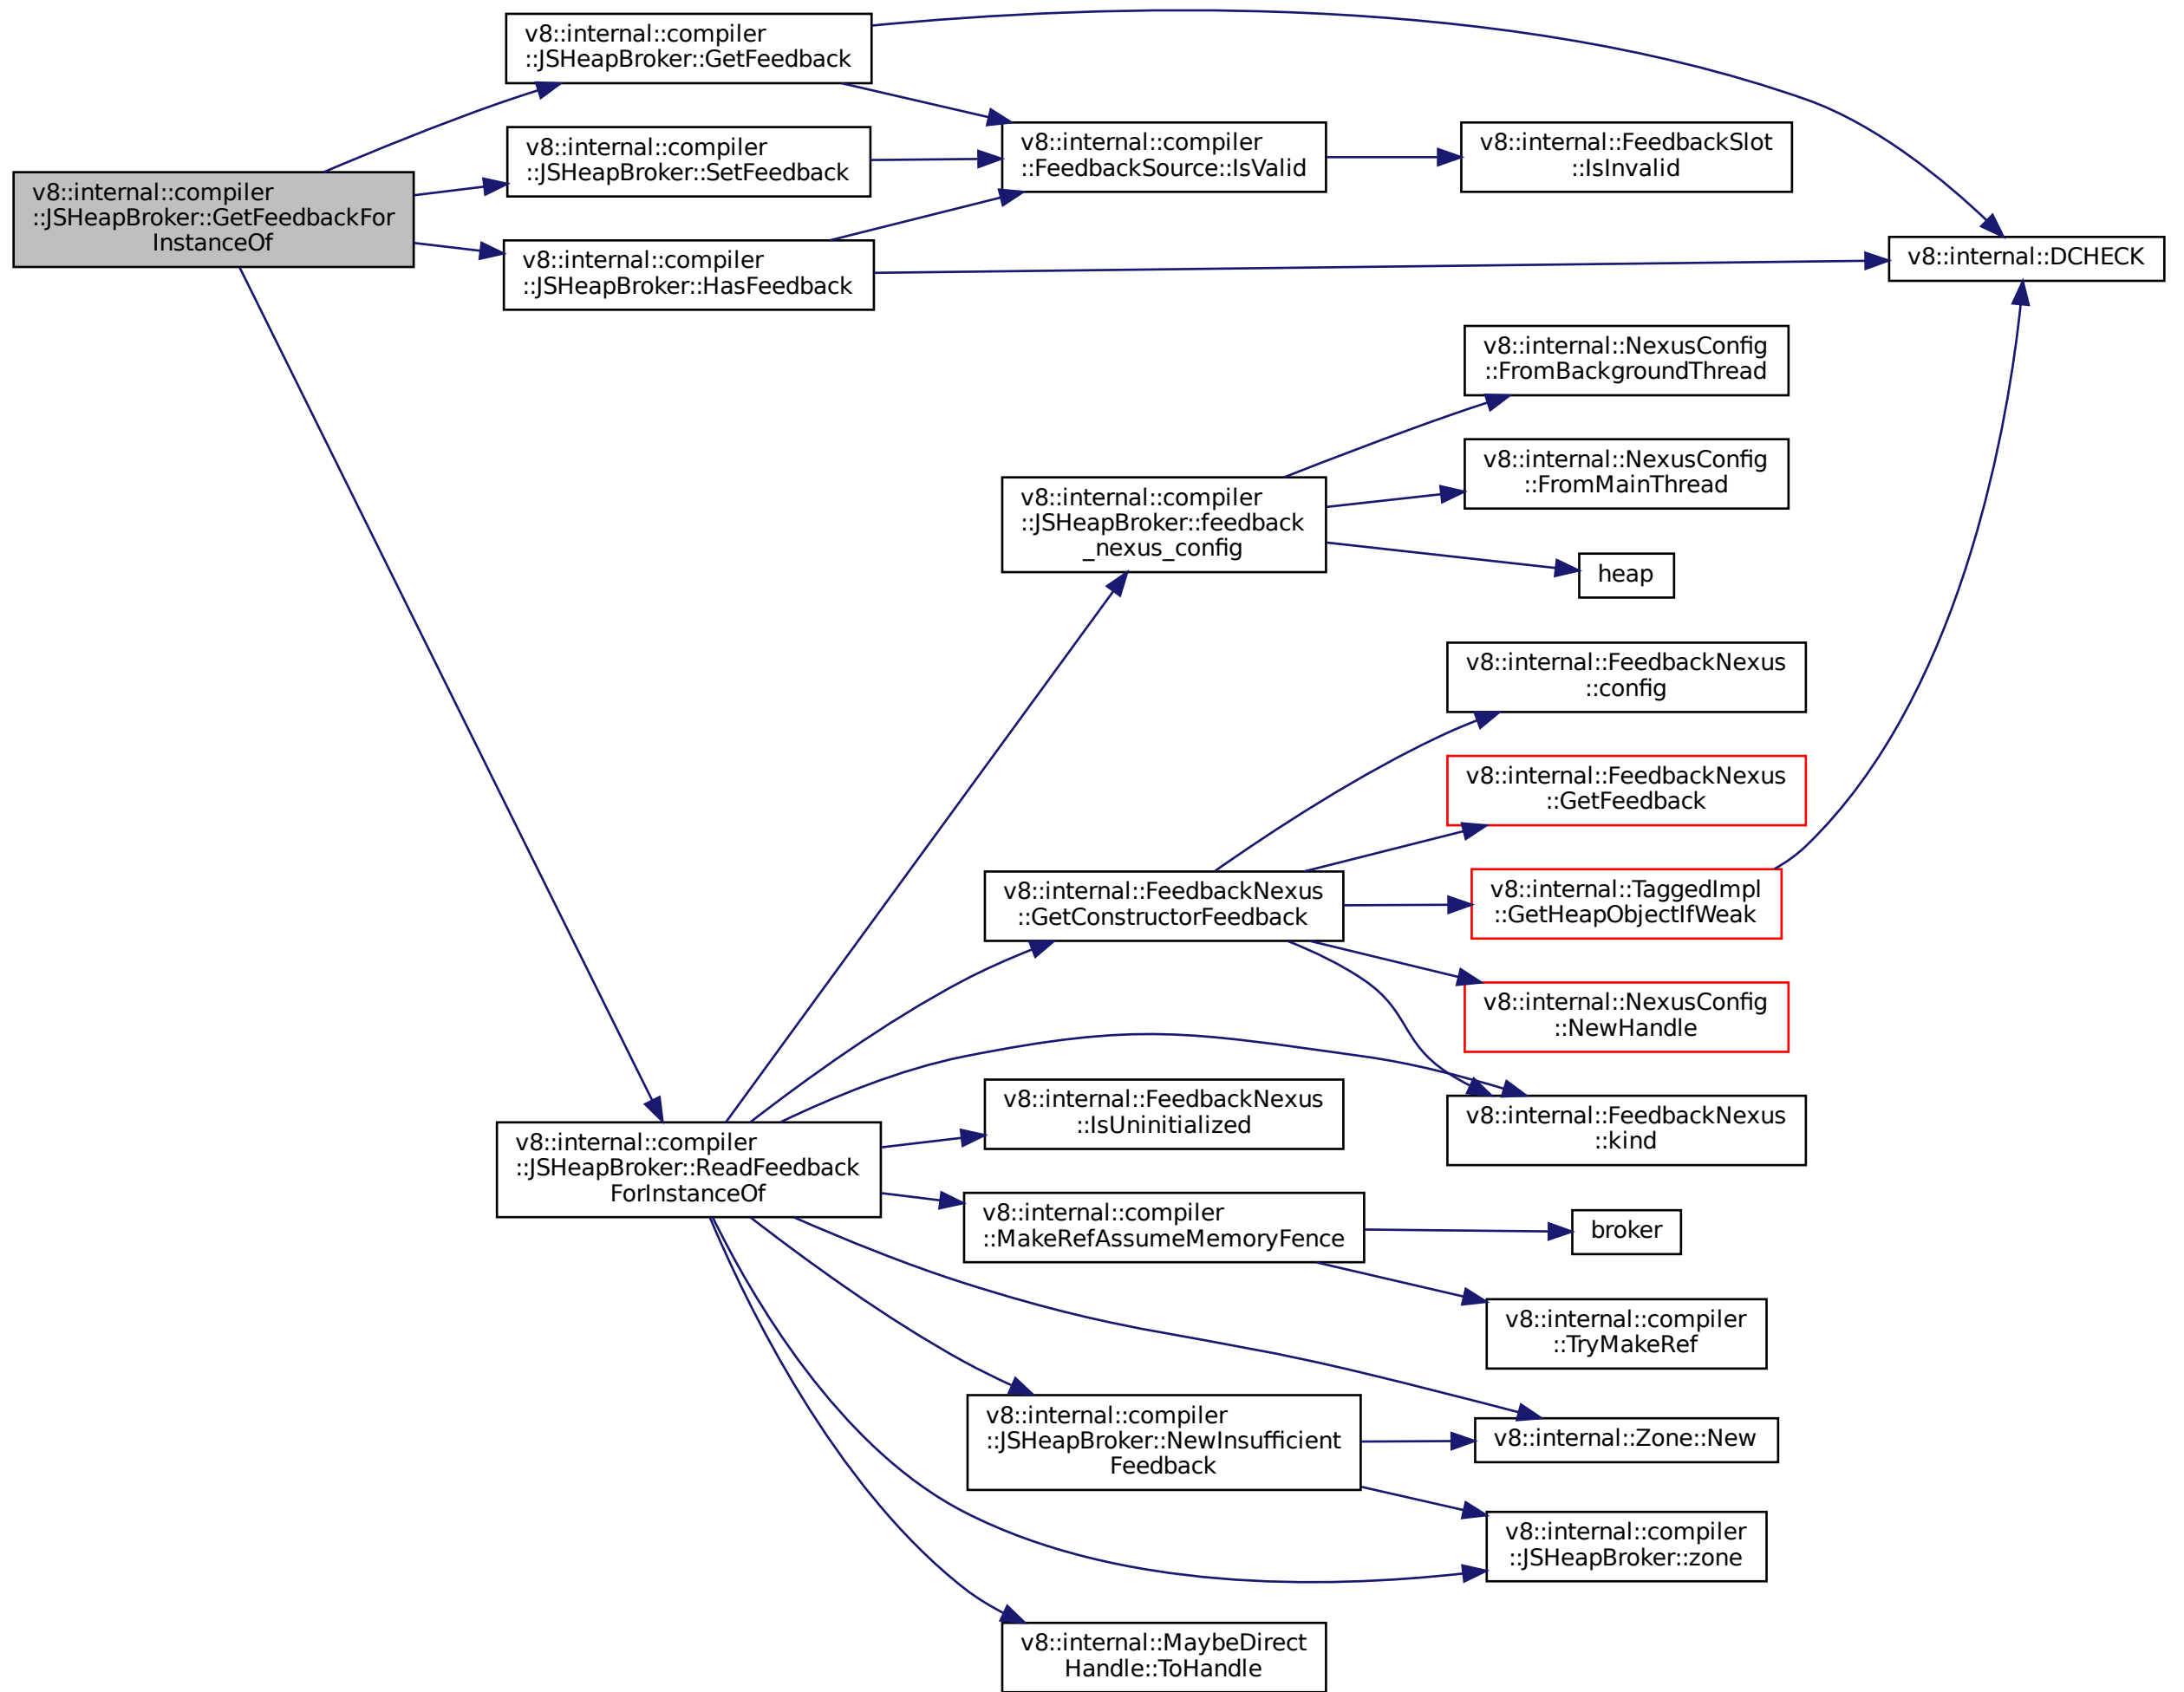 v8::internal::compiler
::JSHeapBroker::GetFeedbackFor
InstanceOf
v8::internal::compiler
::JSHeapBroker::GetFeedback
v8::internal::compiler
::JSHeapBroker::SetFeedback
v8::internal::compiler
::JSHeapBroker::HasFeedback
v8::internal::compiler
::JSHeapBroker::ReadFeedback
ForInstanceOf
v8::internal::compiler
::FeedbackSource::IsValid
v8::internal::compiler
::JSHeapBroker::feedback
_nexus_config
v8::internal::FeedbackNexus
::GetConstructorFeedback
v8::internal::FeedbackNexus
::IsUninitialized
v8::internal::compiler
::MakeRefAssumeMemoryFence
v8::internal::compiler
::JSHeapBroker::NewInsufficient
Feedback
v8::internal::MaybeDirect
Handle::ToHandle
v8::internal::FeedbackSlot
::IsInvalid
v8::internal::NexusConfig
::FromBackgroundThread
v8::internal::NexusConfig
::FromMainThread
heap
v8::internal::FeedbackNexus
::config
v8::internal::FeedbackNexus
::GetFeedback
v8::internal::TaggedImpl
::GetHeapObjectIfWeak
v8::internal::NexusConfig
::NewHandle
v8::internal::FeedbackNexus
::kind
broker
v8::internal::compiler
::TryMakeRef
v8::internal::Zone::New
v8::internal::compiler
::JSHeapBroker::zone
v8::internal::DCHECK